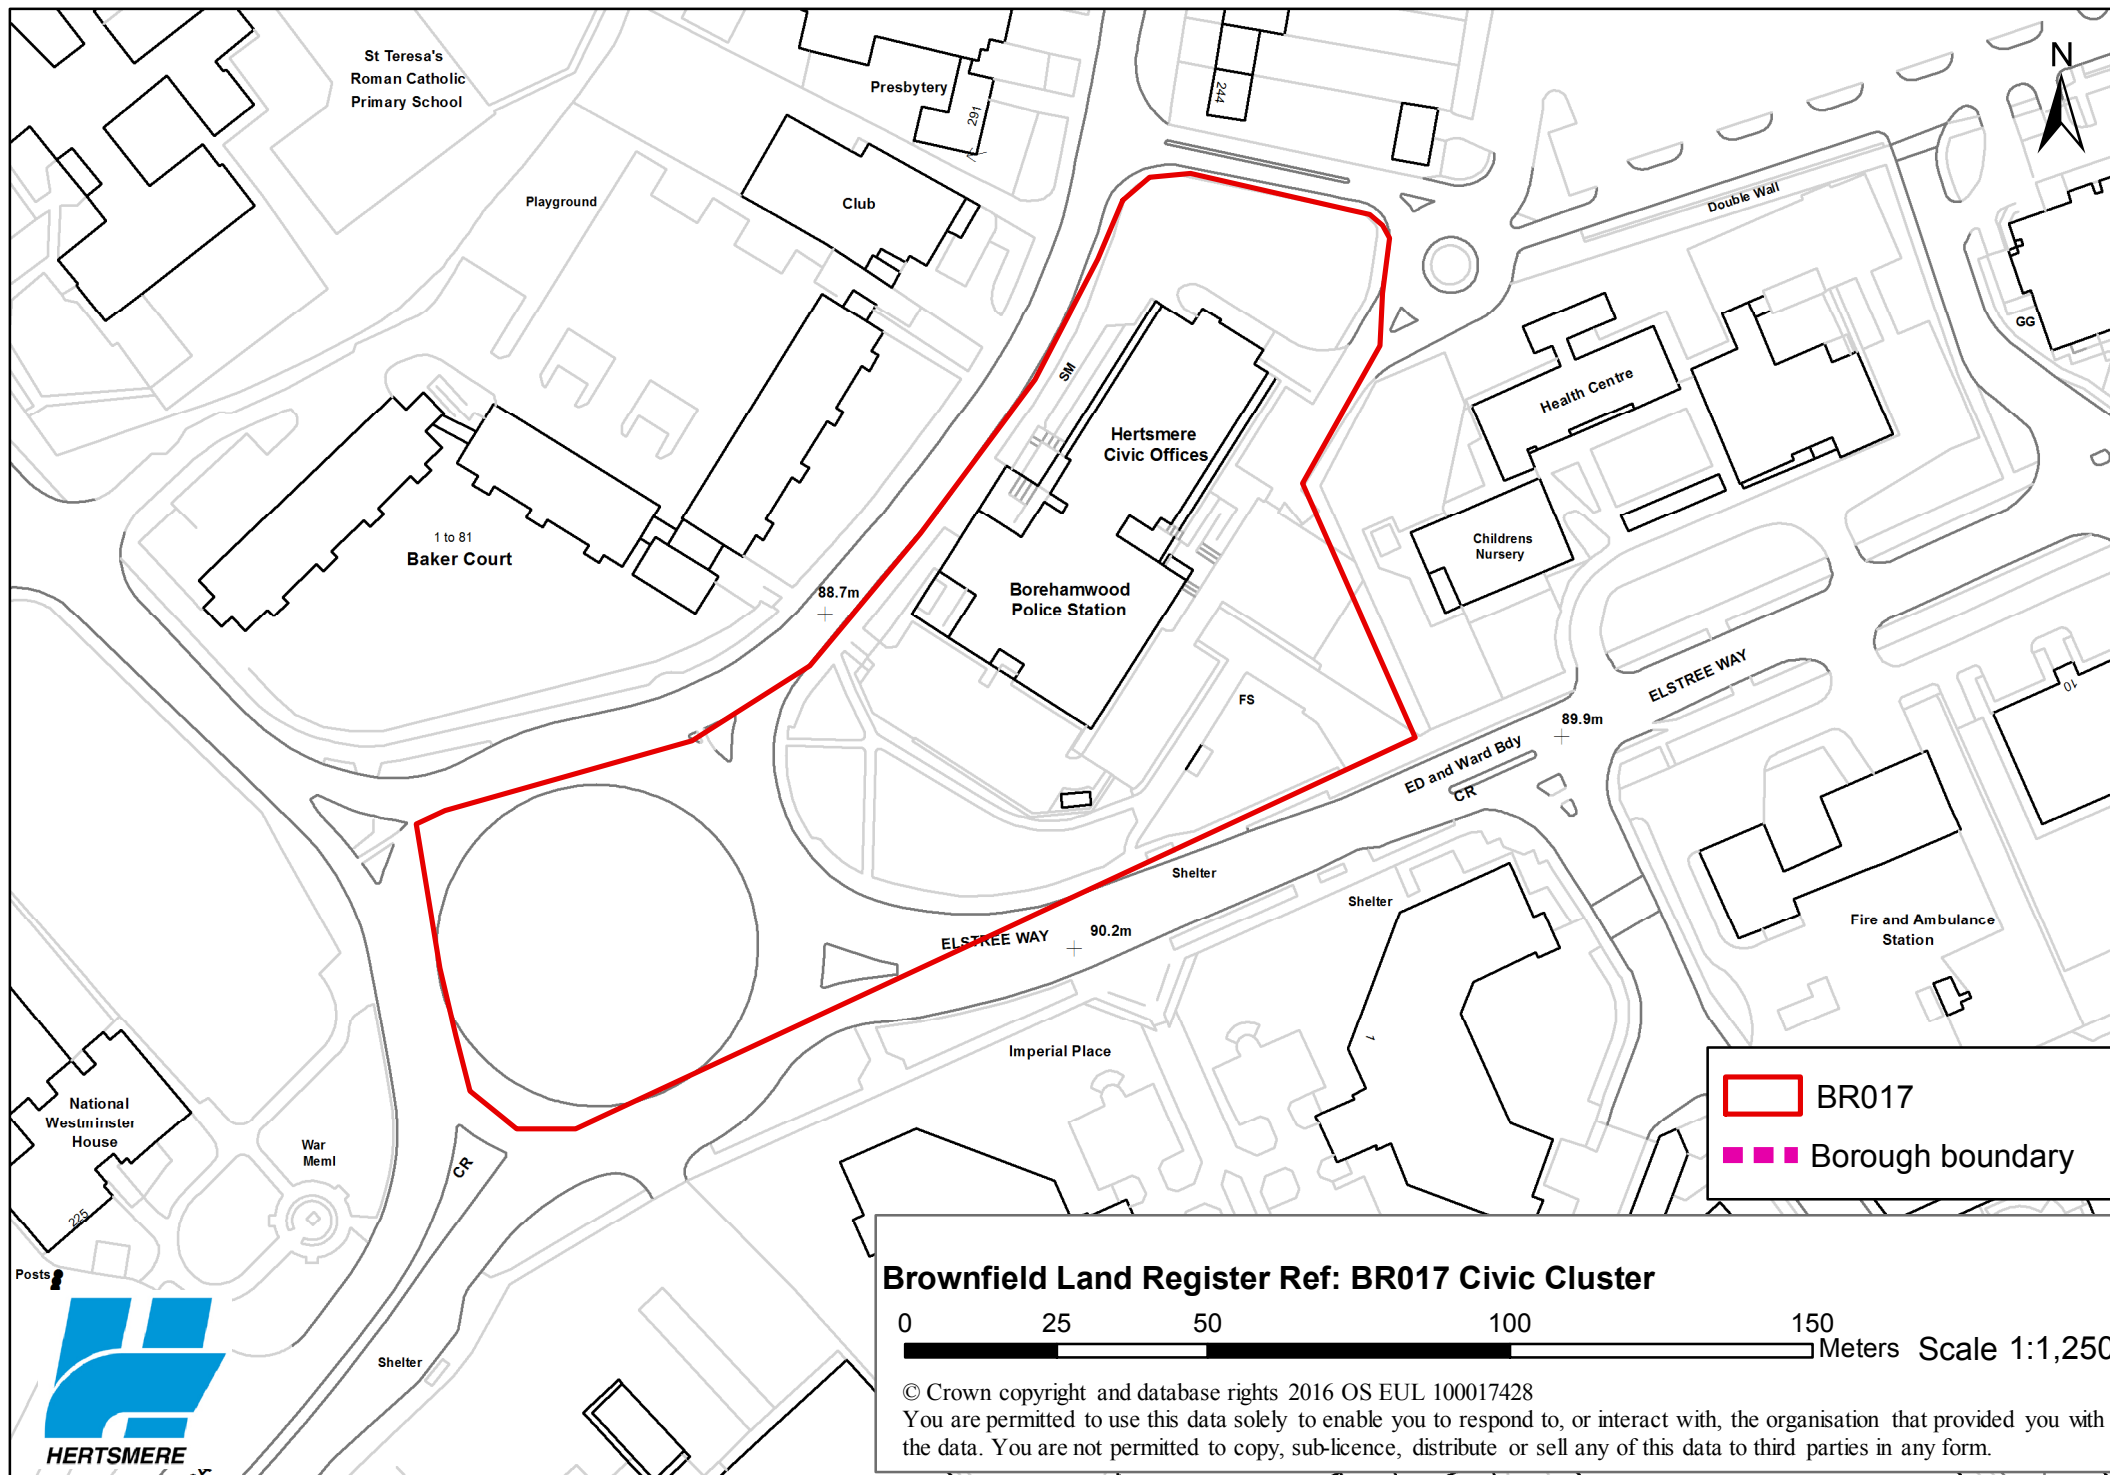 St Teresa's
Roman Catholic
Primary School
Presbytery
291
244
N
Playground
Club
Double Wall
GG
SM
Health Centre
Hertsmere
Civic Offices
1 to 81
Baker Court
Childrens
Nursery
88.7m
Borehamwood
Police Station
ELSTREE WAY
10
FS
89.9m
ED and Ward Bdy
CR
Shelter
Shelter
ELSTREE WAY
90.2m
Fire and Ambulance
Station
Imperial Place
1
National
Westminster
House
War
Meml
CR
225
Posts
Shelter
BR017
Borough boundary
Brownfield Land Register Ref: BR017 Civic Cluster
0 25 50 100 150
Meters Scale 1:1,250
© Crown copyright and database rights 2016 OS EUL 100017428
You are permitted to use this data solely to enable you to respond to, or interact with, the organisation that provided you with
the data. You are not permitted to copy, sub-licence, distribute or sell any of this data to third parties in any form.
HERTSMERE